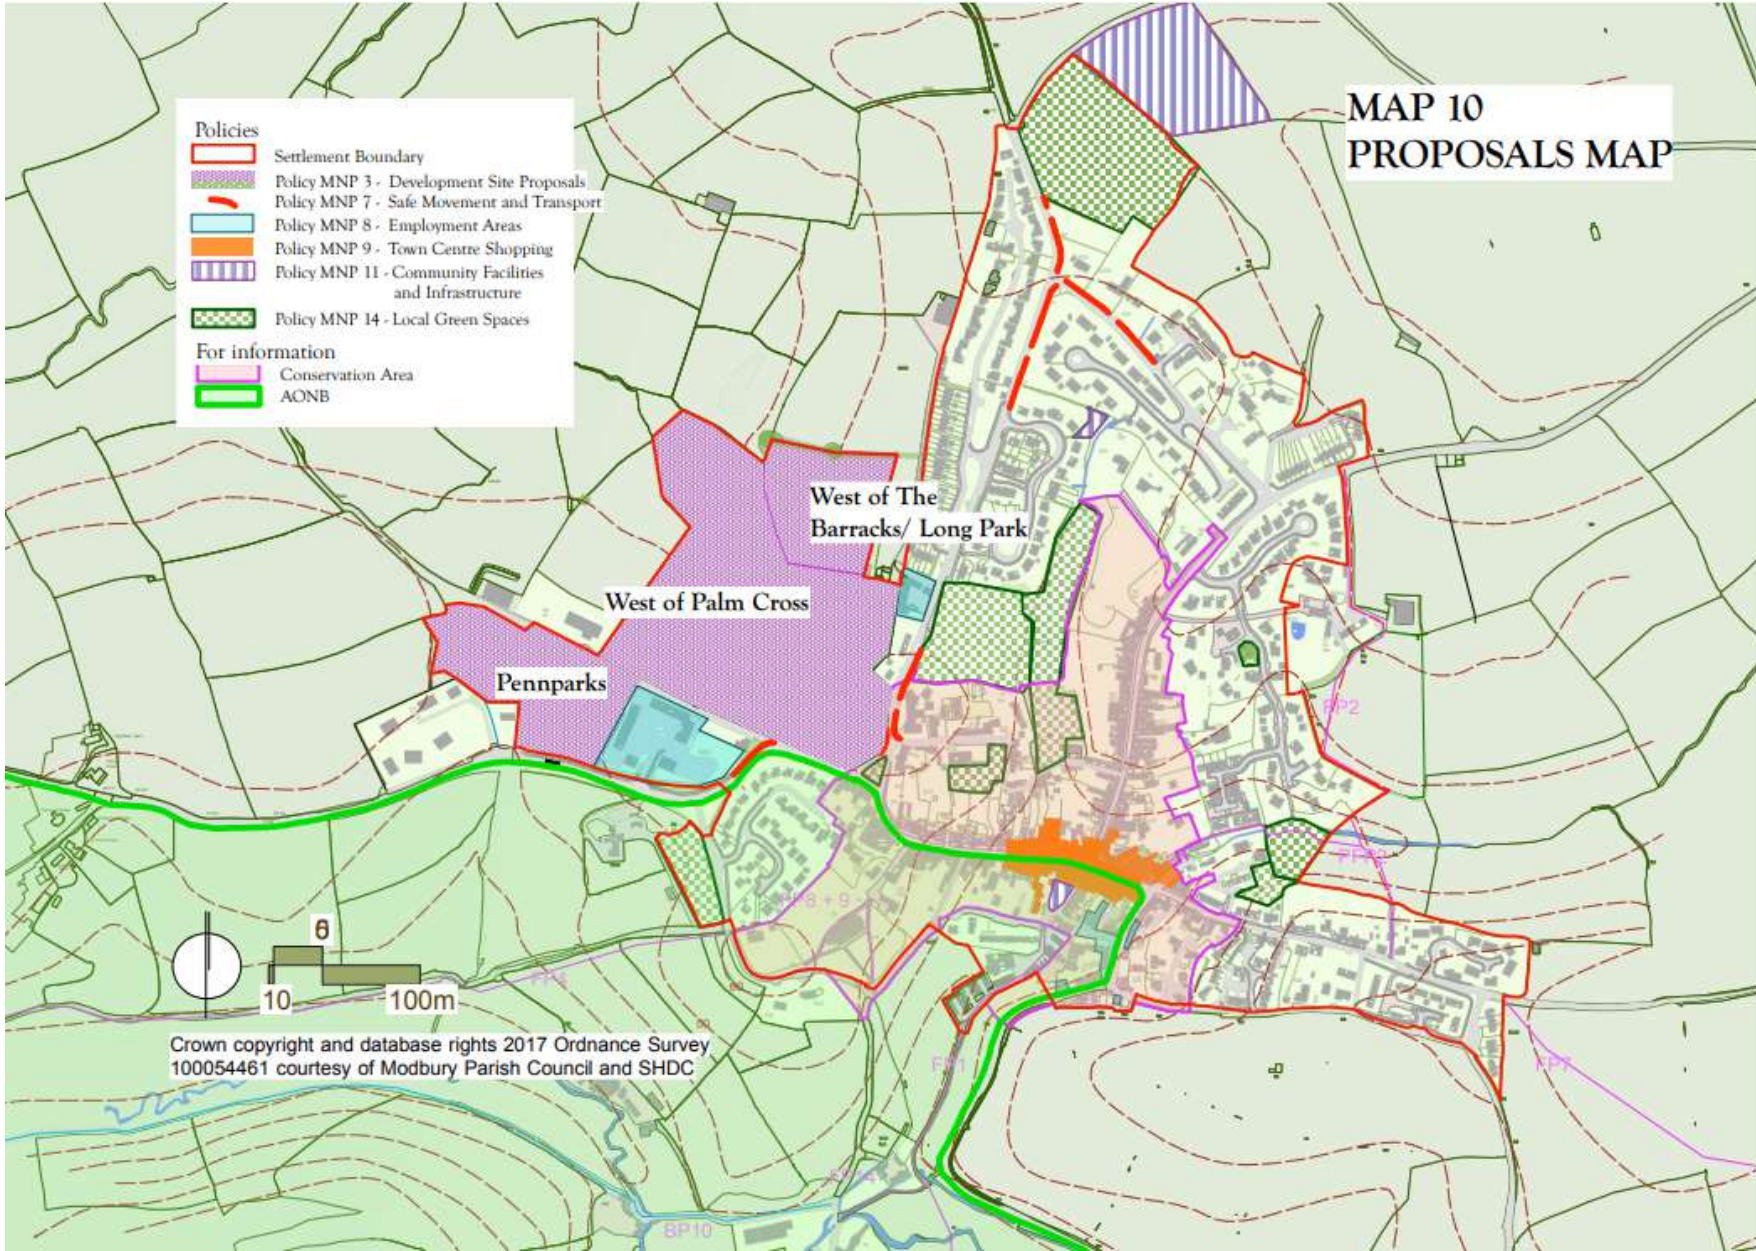 MAP 10
PROPOSALS MAP
Policies
Settlement Boundary
Policy MNP 3 - Development Site Proposals
Policy MNP 7 - Safe Movement and Transport
Policy MNP 8 - Employment Areas
Policy MNP 9 - Town Centre Shopping
Policy MNP 11 - Community Facilities
and Infrastructure
Policy MNP 14 - Local Green Spaces
For information
Conservation Area
AONB
West of The
Barracks/ Long Park
West of Palm Cross
Pennparks
FP2
FP8 + 9
10
100m
Crown copyright and database rights 2017 Ordnance Survey
100054461 courtesy of Modbury Parish Council and SHDC
FP1
FP7
BP10